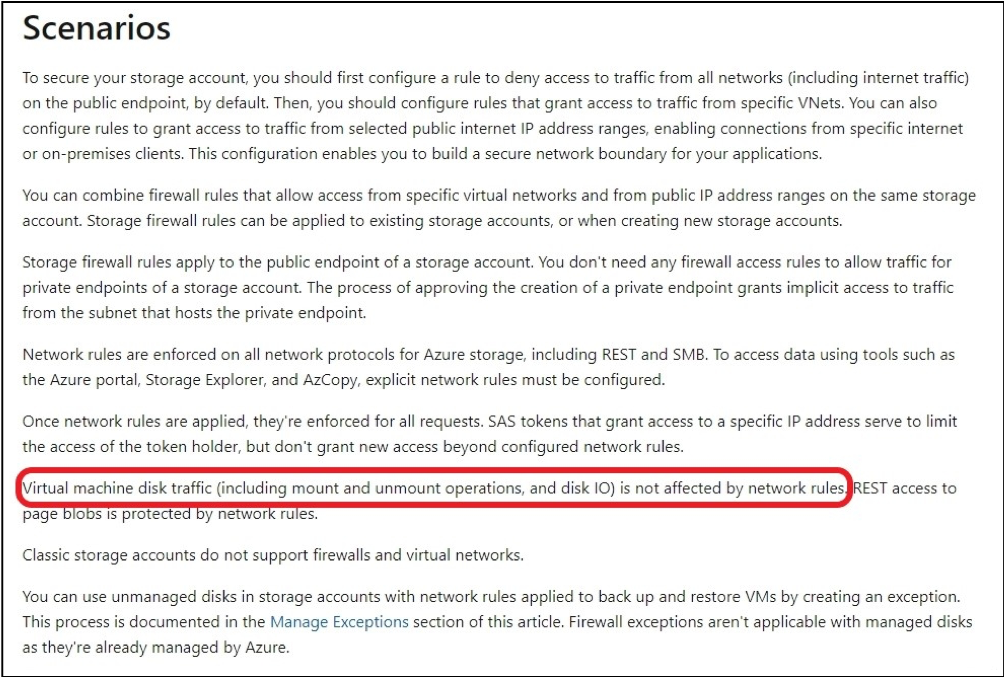 Scenarios
To secure your storage account, you should first configure a rule to deny access to traffic from all networks (including internet traffic)
on the public endpoint, by default. Then, you should configure rules that grant access to traffic from specific VNets. You can also
configure rules to grant access to traffic from selected public internet IP address ranges, enabling connections from specific internet
or on-premises clients. This configuration enables you to build a secure network boundary for your applications.
You can combine firewall rules that allow access from specific virtual networks and from public IP address ranges on the same storage
account. Storage firewall rules can be applied to existing storage accounts, or when creating new storage accounts.
Storage firewall rules apply to the public endpoint of a storage account. You don't need any firewall access rules to allow traffic for
private endpoints of a storage account. The process of approving the creation of a private endpoint grants implicit access to traffic
from the subnet that hosts the private endpoint.
Network rules are enforced on all network protocols for Azure storage, including REST and SMB. To access data using tools such as
the Azure portal, Storage Explorer, and AzCopy, explicit network rules must be configured.
Once network rules are applied, they're enforced for all requests. SAS tokens that grant access to a specific IP address serve to limit
the access of the token holder, but don't grant new access beyond configured network rules.
Virtual machine disk traffic (including mount and unmount operations, and disk IO) is not affected by network rules. REST access to
page blobs is protected by network rules.
Classic storage accounts do not support firewalls and virtual networks.
You can use unmanaged disks in storage accounts with network rules applied to back up and restore VMs by creating an exception.
This process is documented in the Manage Exceptions section of this article. Firewall exceptions aren't applicable with managed disks
as they're already managed by Azure.